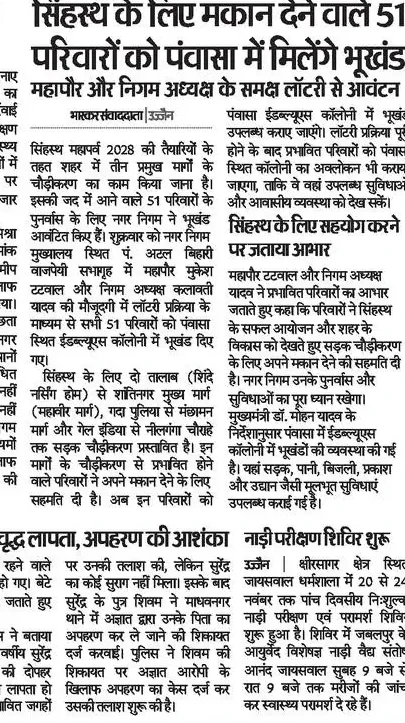 सिंहस्थ के लिए मकान देने वाले 51
परिवारों को पंवासा में मिलेंगे भूखंड
महापौर और निगम अध्यक्ष के समक्ष लॉटरी से आवंटन
भास्कर संवाददाता | उज्जैन
सिंहस्थ महापर्व 2028 की तैयारियों के
तहत शहर में तीन प्रमुख मार्गों के
चौड़ीकरण का काम किया जाना है।
इसकी जद में आने वाले 51 परिवारों के
पुनर्वास के लिए नगर निगम ने भूखंड
आवंटित किए हैं। शुक्रवार को नगर निगम
मुख्यालय स्थित पं. अटल बिहारी
वाजपेयी सभागृह में महापौर मुकेश
टटवाल और निगम अध्यक्ष कलावती
यादव की मौजूदगी में लॉटरी प्रक्रिया के
माध्यम से सभी 51 परिवारों को पंवासा
स्थित ईडब्ल्यूएस कॉलोनी में भूखंड दिए
गए।
सिंहस्थ के लिए दो तालाब (शिंदे
नर्सिंग होम) से शांतिनगर मुख्य मार्ग
(महावीर मार्ग), गदा पुलिया से मंछामन
मार्ग और गेल इंडिया से नीलगंगा चौराहे
तक सड़क चौड़ीकरण प्रस्तावित है। इन
मार्गों के चौड़ीकरण से प्रभावित होने
वाले परिवारों ने अपने मकान देने के लिए
सहमति दी है। अब इन परिवारों को
पंवासा ईडब्ल्यूएस कॉलोनी में भूखंड
उपलब्ध कराए जाएंगे। लॉटरी प्रक्रिया पूरी
होने के बाद प्रभावित परिवारों को पंवासा
स्थित कॉलोनी का अवलोकन भी कराया
जाएगा, ताकि वे वहां उपलब्ध सुविधाओं
और आवासीय व्यवस्था को देख सकें।
सिंहस्थ के लिए सहयोग करने
पर जताया आभार
महापौर टटवाल और निगम अध्यक्ष
यादव ने प्रभावित परिवारों का आभार
जताते हुए कहा कि परिवारों ने सिंहस्थ
के सफल आयोजन और शहर के
विकास को देखते हुए सड़क चौड़ीकरण
के लिए अपने मकान देने की सहमति दी
है। नगर निगम उनके पुनर्वास और
सुविधाओं का पूरा ध्यान रखेगा।
मुख्यमंत्री डॉ. मोहन यादव के
निर्देशानुसार पंवासा में ईडब्ल्यूएस
कॉलोनी में भूखंडों की व्यवस्था की गई
है। यहां सड़क, पानी, बिजली, प्रकाश
और उद्यान जैसी मूलभूत सुविधाएं
उपलब्ध कराई गई है।
वृद्ध लापता, अपहरण की आशंका
रहने वाले
हो गए। बेटे
जताते हुए
ने बताया
वर्षीय सुरेंद्र
की दोपहर
लापता हो
जगहों
पर उनकी तलाश की, लेकिन सुरेंद्र
का कोई सुराग नहीं मिला। इसके बाद
सुरेंद्र के पुत्र शिवम ने माधवनगर
थाने में अज्ञात द्वारा उनके पिता का
अपहरण कर ले जाने की शिकायत
दर्ज करवाई। पुलिस ने शिवम की
शिकायत पर अज्ञात आरोपी के
खिलाफ अपहरण का केस दर्ज कर
उसकी तलाश शुरू की है।
नाड़ी परीक्षण शिविर शुरू
उज्जैन | क्षीरसागर क्षेत्र स्थित
जायसवाल धर्मशाला में 20 से 24
नवंबर तक पांच दिवसीय निःशुल्क
नाड़ी परीक्षण एवं परामर्श शिविर
शुरू हुआ है। शिविर में जबलपुर के
आयुर्वेद विशेषज्ञ नाड़ी वैद्य संतोष
आनंद जायसवाल सुबह 9 बजे से
रात 9 बजे तक मरीजों की जांच
कर स्वास्थ्य परामर्श दे रहे हैं।